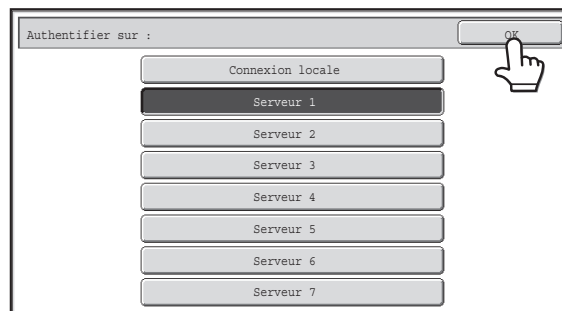 Authentifier sur :
OK
Connexion locale
Serveur 1
Serveur 2
Serveur 3
Serveur 4
Serveur 5
Serveur 6
Serveur 7